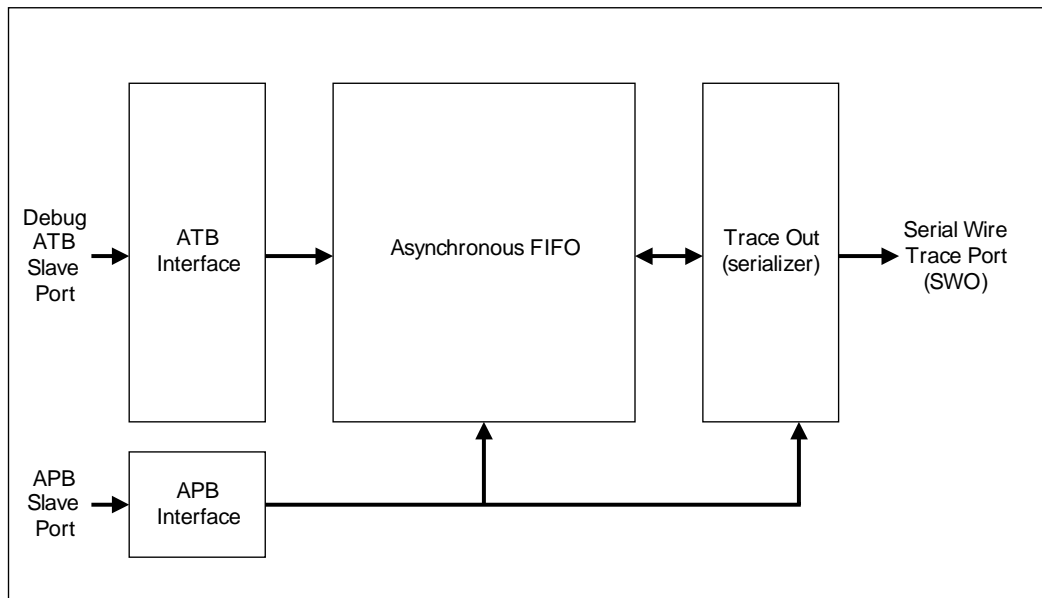 Debug
ATB
Slave
Port
ATB
Interface
Asynchronous FIFO
Trace Out
(serializer)
Serial Wire
Trace Port
(SWO)
APB
Slave
Port
APB
Interface